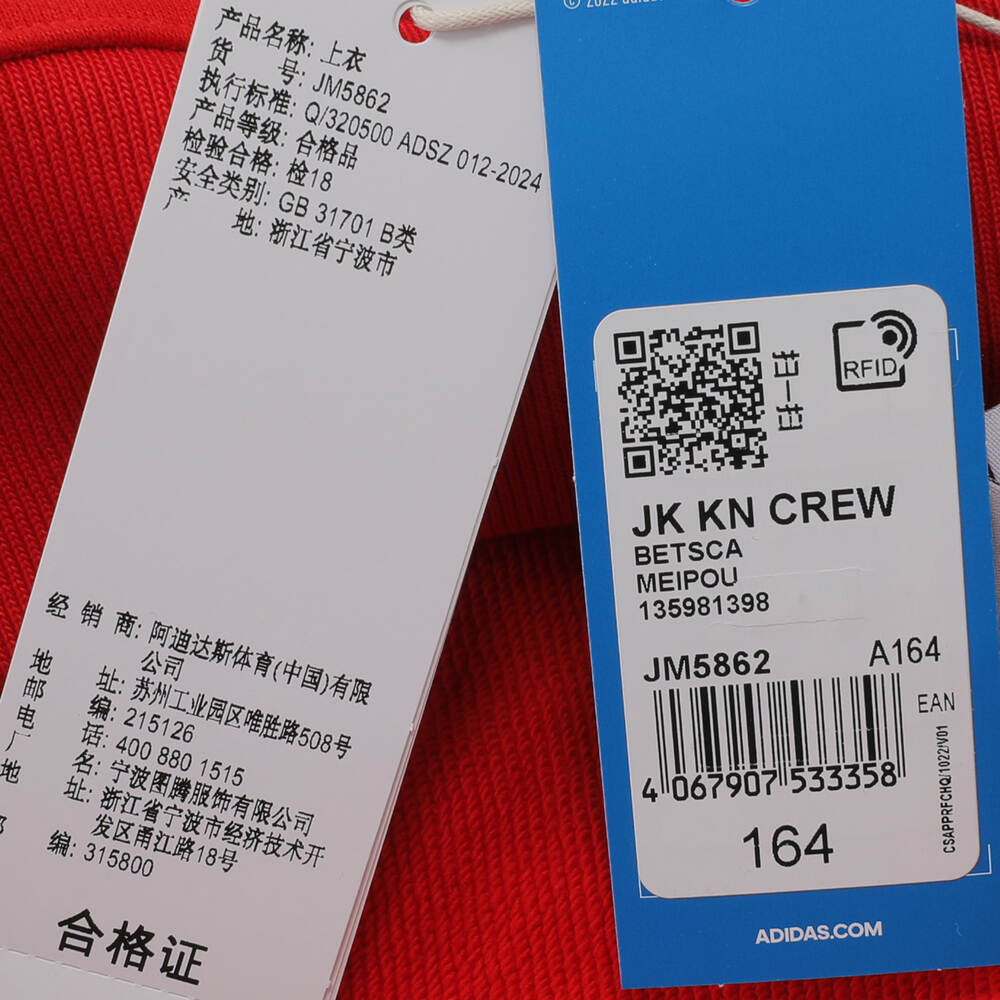 产品名称: 上衣
货 号: JM5862
执行标准: Q/320500 ADSZ 012-2024
产品等级: 合格品
检验合格: 检18
安全类别: GB 31701 B类
产 地: 浙江省宁波市
经 销 商: 阿迪达斯体育(中国)有限
公司
地 址: 苏州工业园区唯胜路508号
邮 编: 215126
电 话: 400 880 1515
厂 名: 宁波图腾服饰有限公司
地 址: 浙江省宁波市经济技术开
发区甬江路18号
编: 315800
合格证
© 2022
扫一扫
RFID
JK KN CREW
BETSCA
MEIPOU
135981398
JM5862 A164
EAN
4 067907 533358
164
CSAPPRFCHQ/1022/V01
ADIDAS.COM